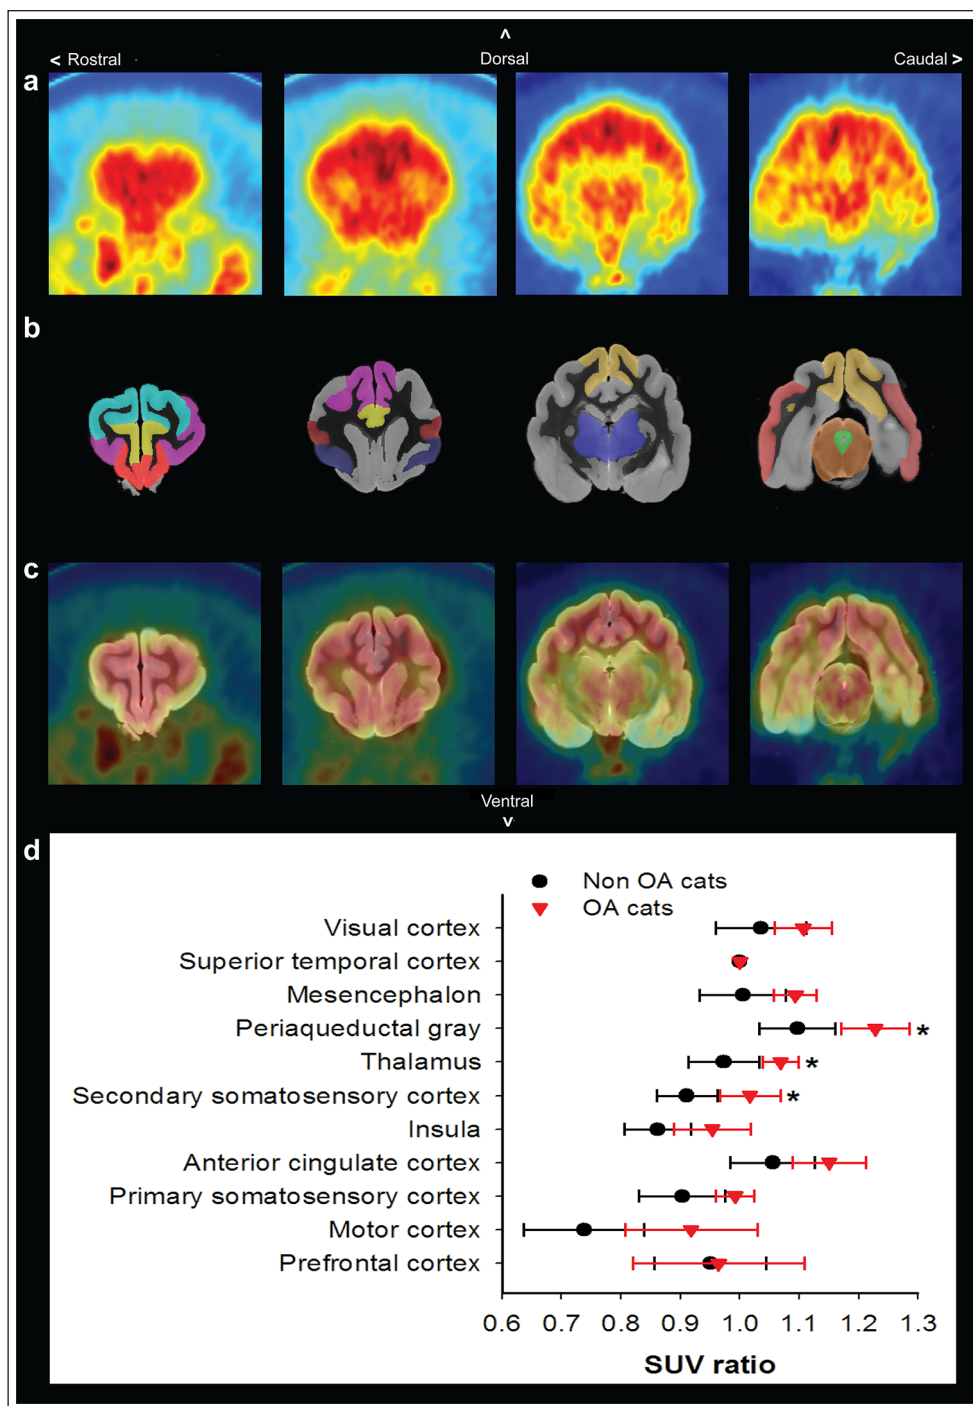 ʌ
< Rostral
Dorsal
Caudal >
a
b
c
Ventral
v
d
Non OA cats
OA cats
Visual cortex
Superior temporal cortex
Mesencephalon
Periaqueductal gray
*
Thalamus
*
Secondary somatosensory cortex
*
Insula
Anterior cingulate cortex
Primary somatosensory cortex
Motor cortex
Prefrontal cortex
0.6 0.7 0.8 0.9 1.0 1.1 1.2 1.3
SUV ratio